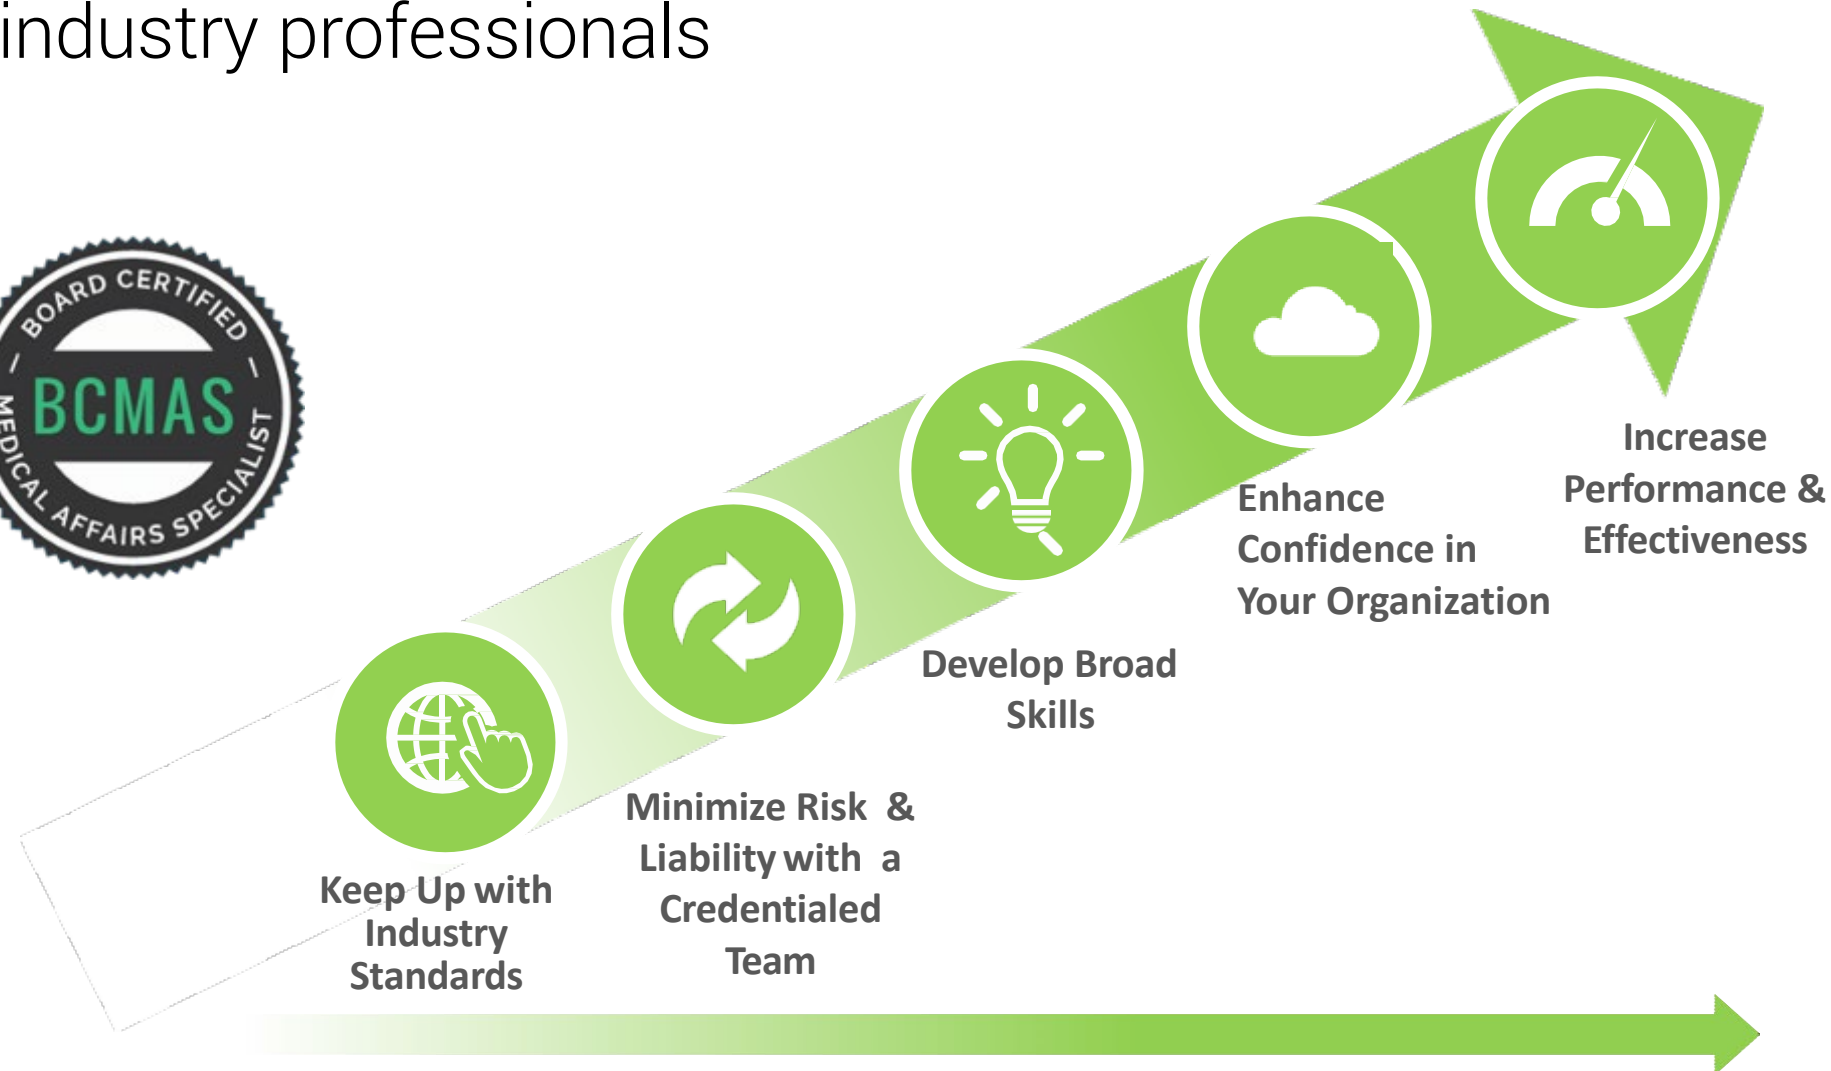 industry professionals
BOARD CERTIFIED
BCMAS
MEDICAL AFFAIRS SPECIALIST
Keep Up with
Industry
Standards
Minimize Risk & 
Liability with a
Credentialed
Team
Develop Broad
Skills
Enhance
Confidence in
Your Organization
Increase
Performance &
Effectiveness